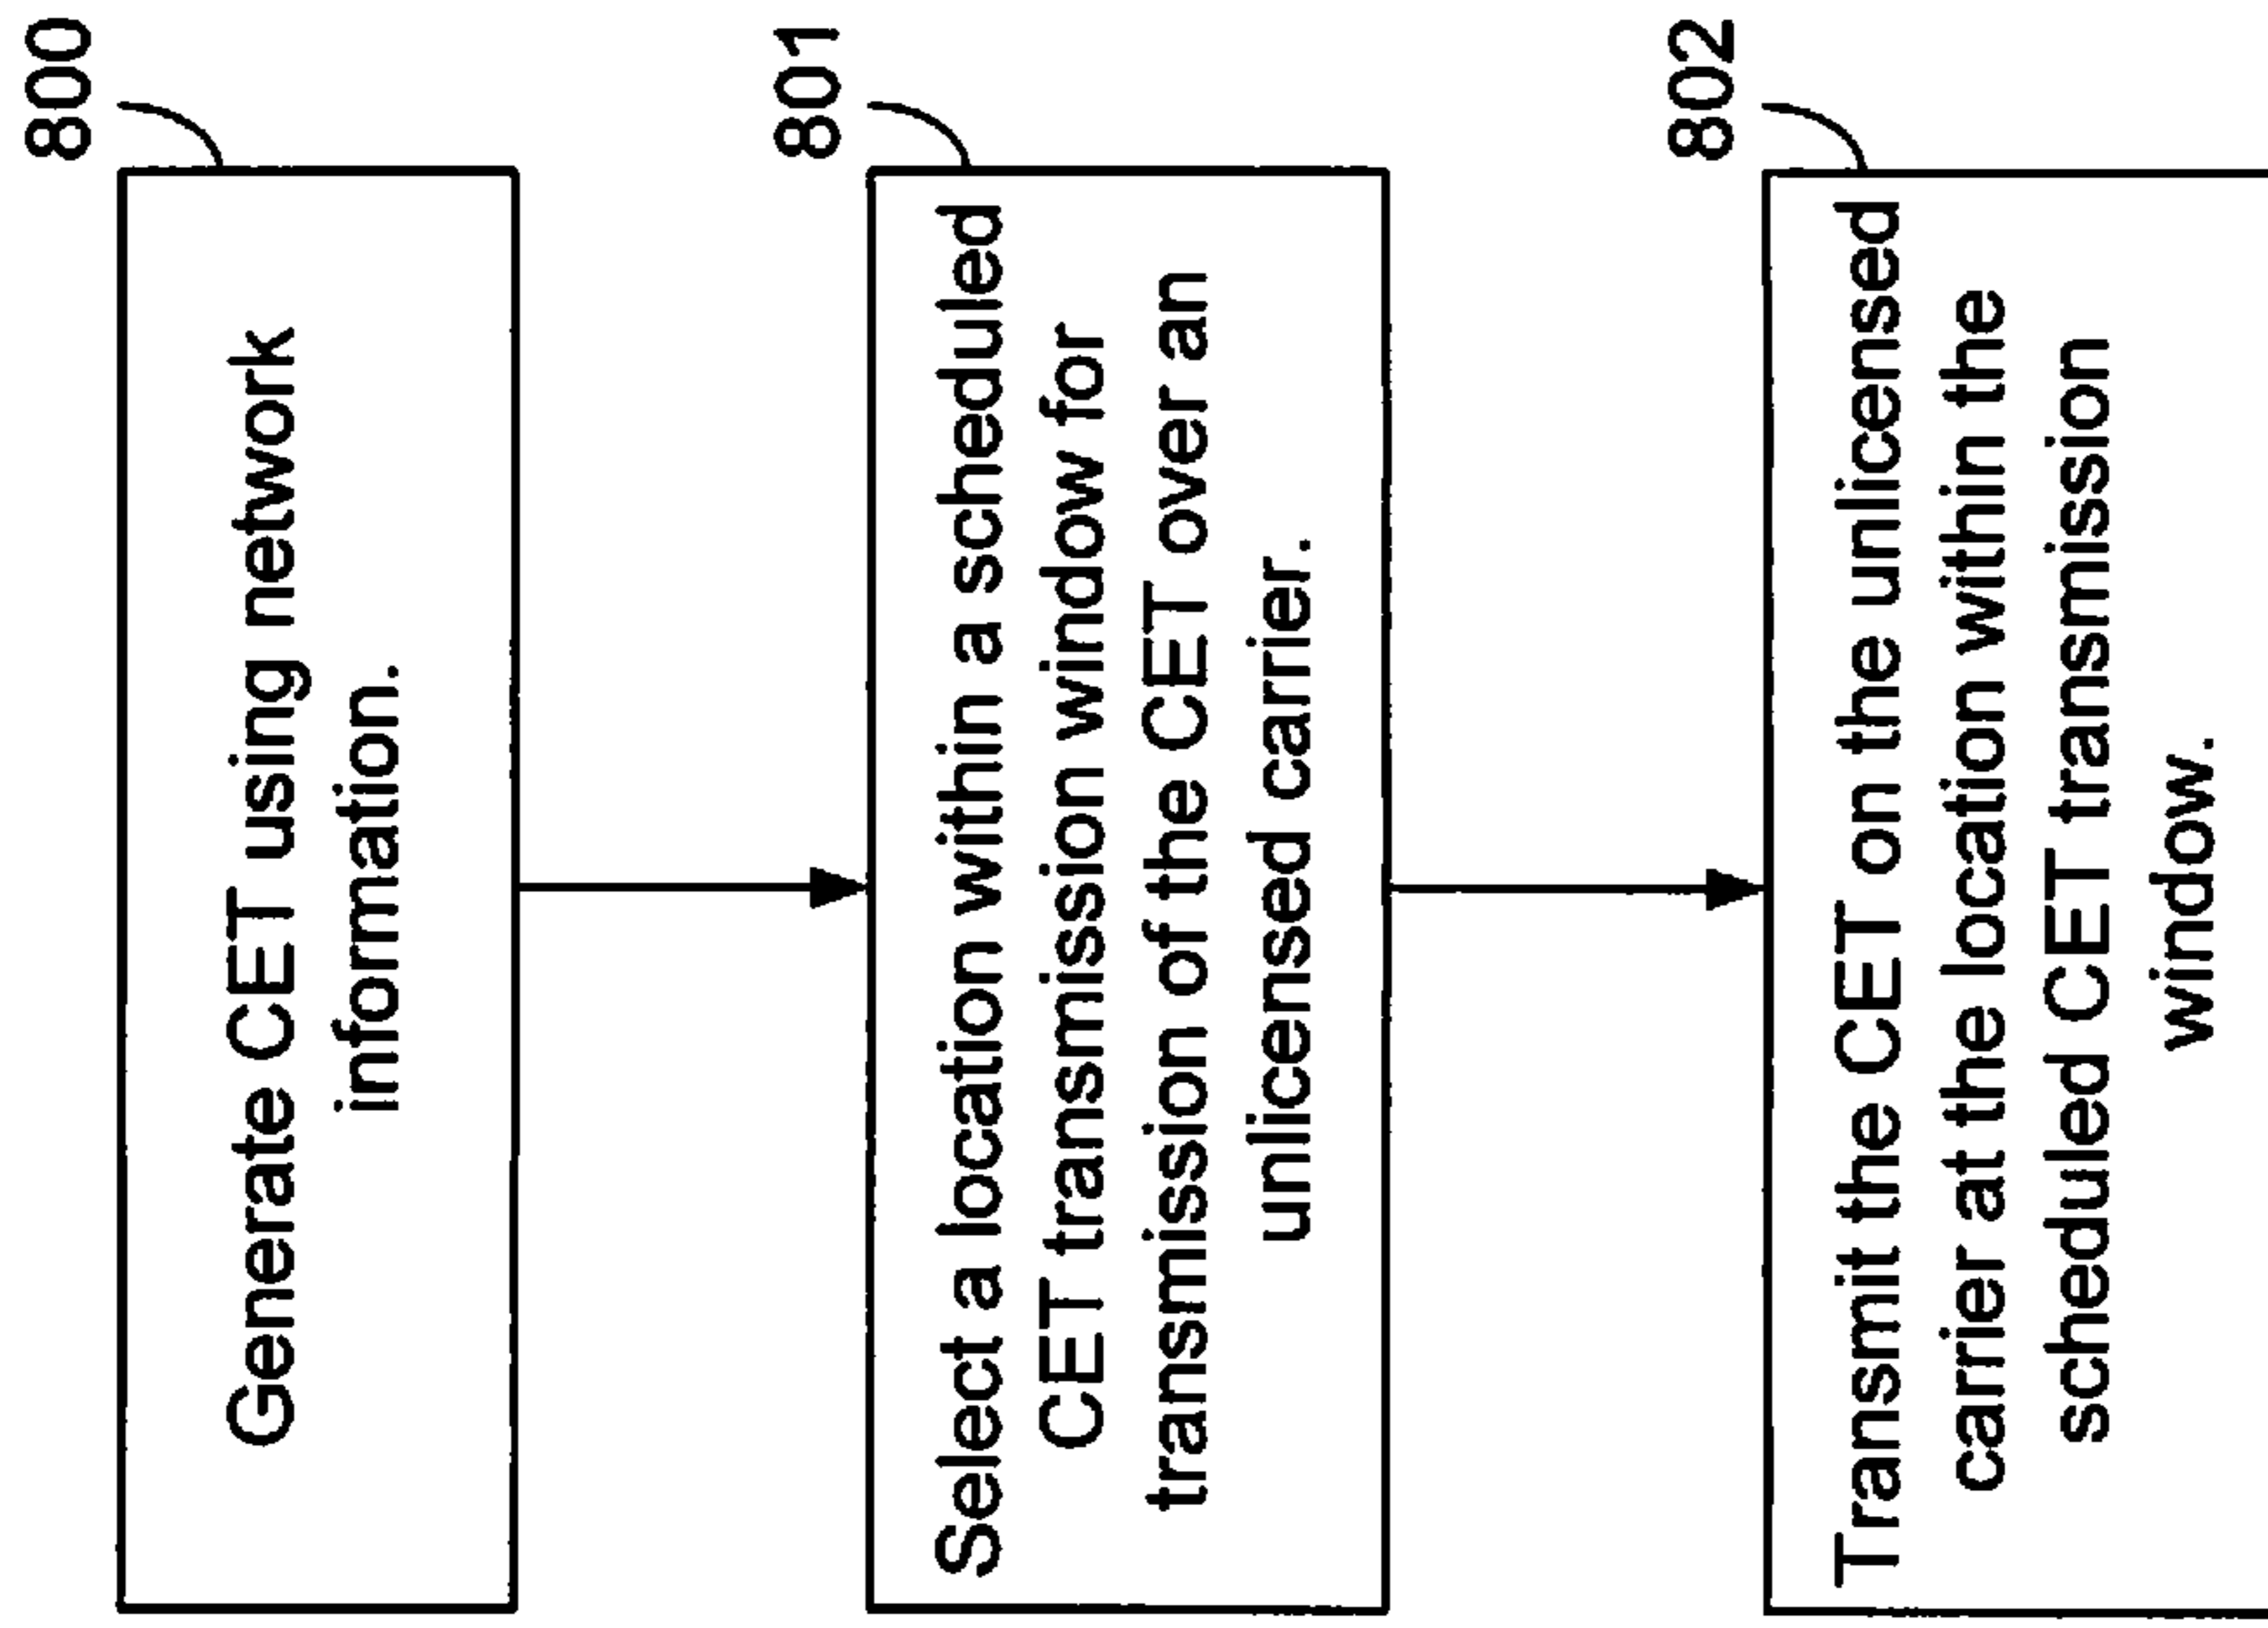 800
Generate CET using network
information.
801
Select a location within a scheduled
CET transmission window for
transmission of the CET over an
unlicensed carrier.
802
Transmit the CET on the unlicensed
carrier at the location within the
scheduled CET transmission
window.